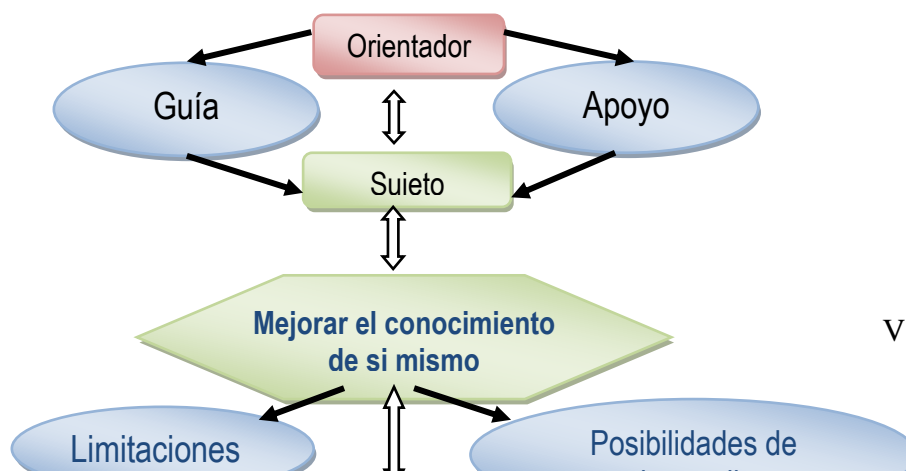 Orientador
Guía
Apoyo
Sujeto
Mejorar el conocimiento
de si mismo
V
Limitaciones
Posibilidades de